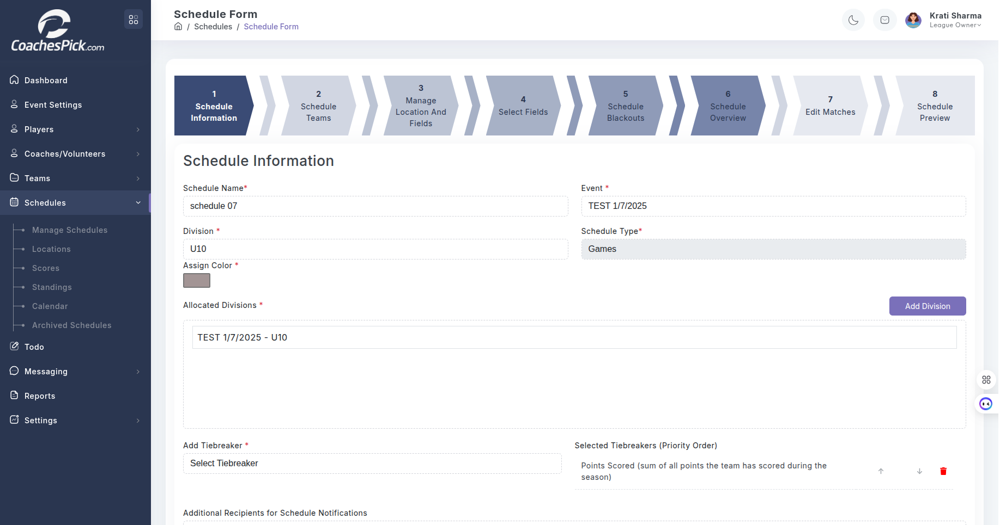 CoachesPick.com
Schedule Form
/ Schedules / Schedule Form
Krati Sharma
League Owner
Dashboard
Event Settings
Players
Coaches/Volunteers
Teams
Schedules
Manage Schedules
Locations
Scores
Standings
Calendar
Archived Schedules
Todo
Messaging
Reports
Settings
1
Schedule
Information
2
Schedule
Teams
3
Manage
Location And
Fields
4
Select Fields
5
Schedule
Blackouts
6
Schedule
Overview
7
Edit Matches
8
Schedule
Preview
Schedule Information
Schedule Name*
schedule 07
Event *
TEST 1/7/2025
Division *
U10
Schedule Type*
Games
Assign Color *
Allocated Divisions *
Add Division
TEST 1/7/2025 - U10
Add Tiebreaker *
Select Tiebreaker
Selected Tiebreakers (Priority Order)
Points Scored (sum of all points the team has scored during the
season)
Additional Recipients for Schedule Notifications